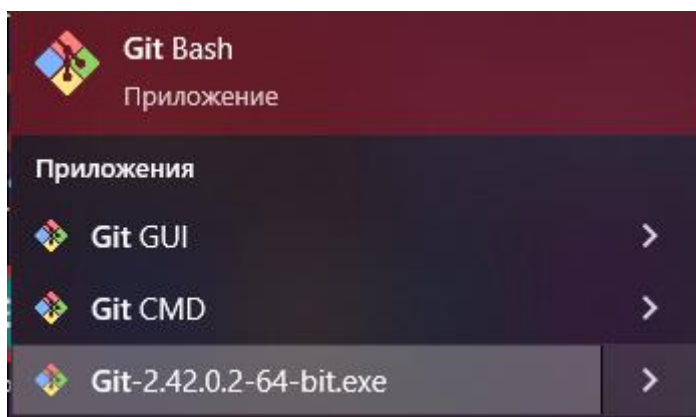 Git Bash
Приложение
Приложения
Git GUI
Git CMD
Git-2.42.0.2-64-bit.exe